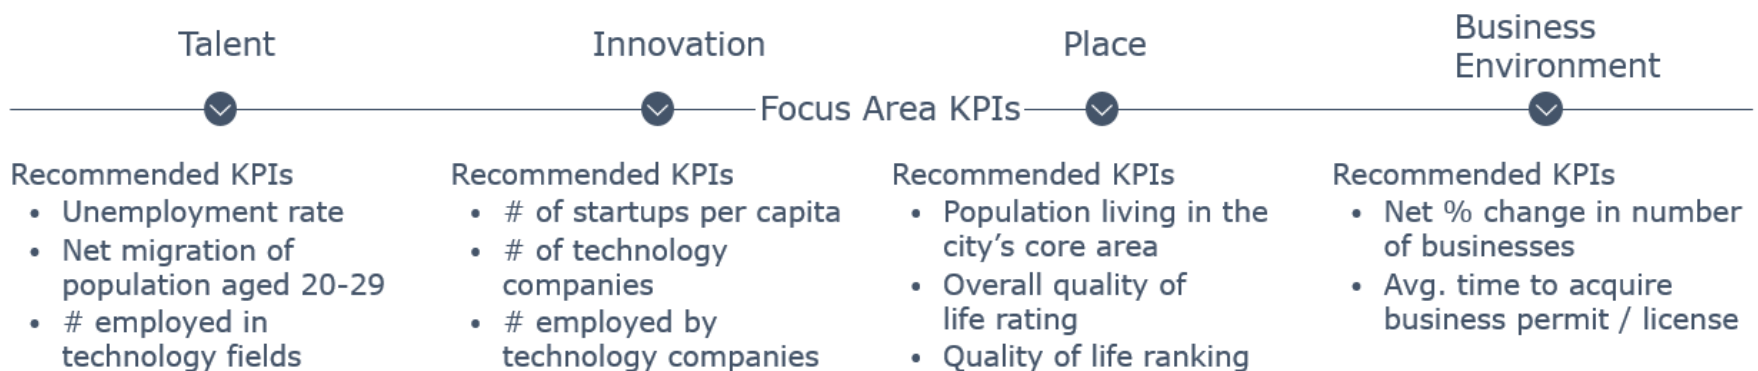 Talent
Innovation
Place
Business
Environment
Focus Area KPIs
Recommended KPIs
• Unemployment rate
• Net migration of
population aged 20-29
• # employed in
technology fields
Recommended KPIs
• # of startups per capita
• # of technology
companies
• # employed by
technology companies
Recommended KPIs
• Population living in the
city’s core area
• Overall quality of
life rating
• Quality of life ranking
Recommended KPIs
• Net % change in number
of businesses
• Avg. time to acquire
business permit / license